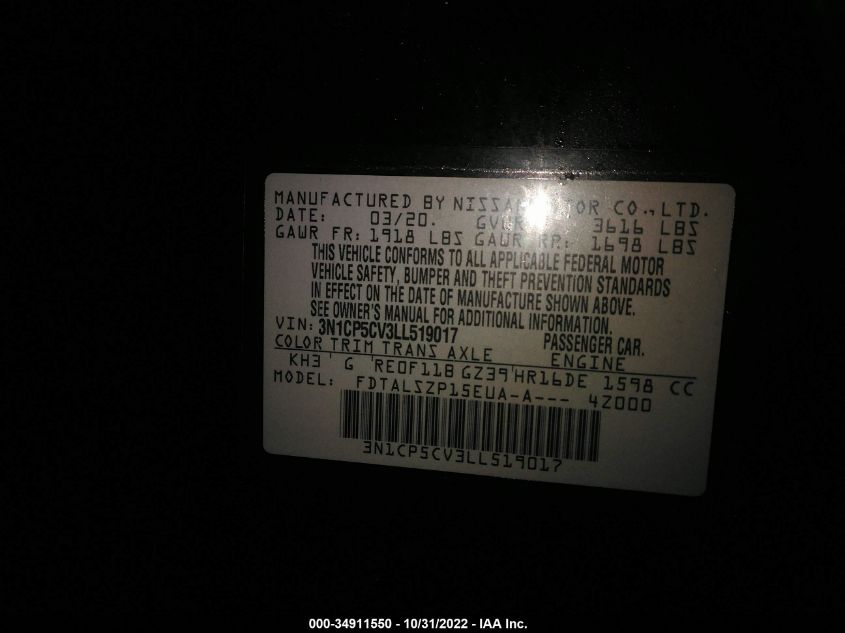 MANUFACTURED BY NISSAN MOTOR CO., LTD.
DATE: 03/20. GVWR 3616 LBS
GAWR FR: 1918 LBS GAWR RR: 1698 LBS
THIS VEHICLE CONFORMS TO ALL APPLICABLE FEDERAL MOTOR
VEHICLE SAFETY, BUMPER AND THEFT PREVENTION STANDARDS
IN EFFECT ON THE DATE OF MANUFACTURE SHOWN ABOVE.
SEE OWNER'S MANUAL FOR ADDITIONAL INFORMATION.
VIN: 3N1CP5CV3LL519017 PASSENGER CAR.
COLOR TRIM TRANS AXLE ENGINE
KH3 G RE0F11B GZ39 HR16DE 1598 CC
MODEL: FDTALSZP15EUA-A--- 4Z000
3N1CP5CV3LL519017
000-34911550 - 10/31/2022 - IAA Inc.